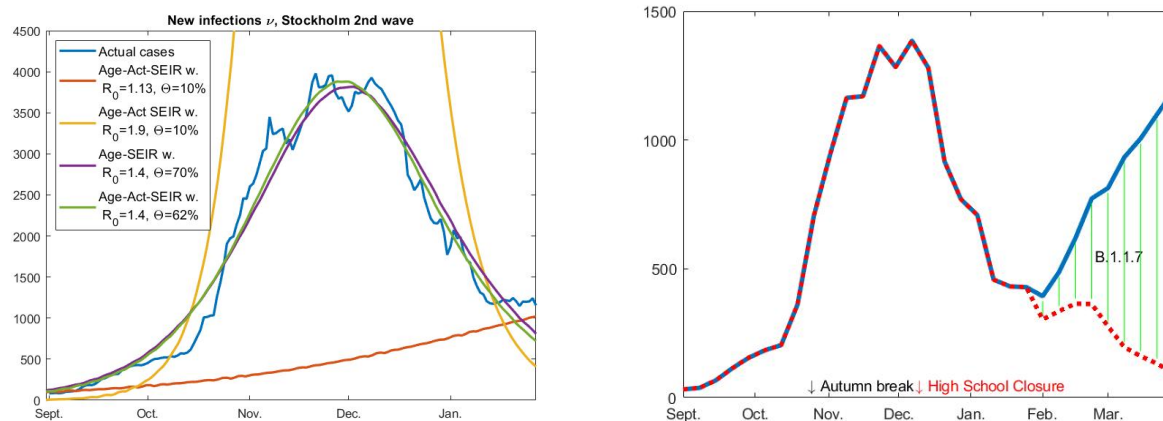 New infections ν, Stockholm 2nd wave
4500
4000
3500
3000
2500
2000
1500
1000
500
0
Actual cases
Age-Act-SEIR w.
R₀=1.13, Θ=10%
Age-Act SEIR w.
R₀=1.9, Θ=10%
Age-SEIR w.
R₀=1.4, Θ=70%
Age-Act-SEIR w.
R₀=1.4, Θ=62%
Sept.
Oct.
Nov.
Dec.
Jan.
1500
1000
500
0
B.1.1.7
↓ Autumn break↓ High School Closure
Sept.
Oct.
Nov.
Dec.
Jan.
Feb.
Mar.